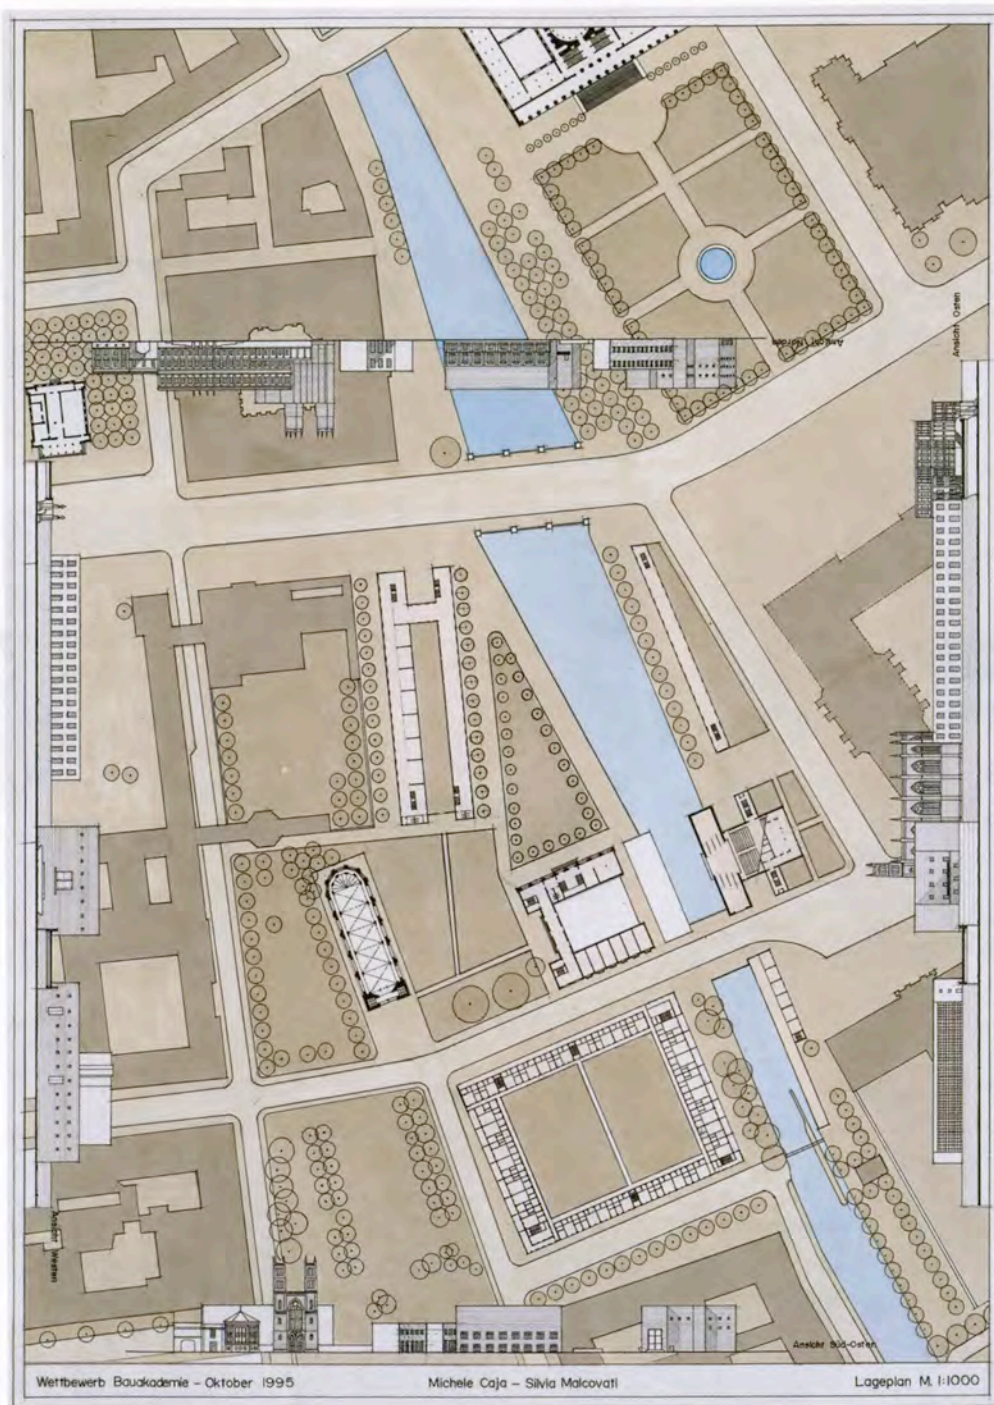 Ansicht Osten
Ansicht Norden
Ansicht Westen
Ansicht Süd-Osten
Wettbewerb Bauakademie - Oktober 1995
Michele Caja - Silvia Malcovati
Lageplan M. 1:1000